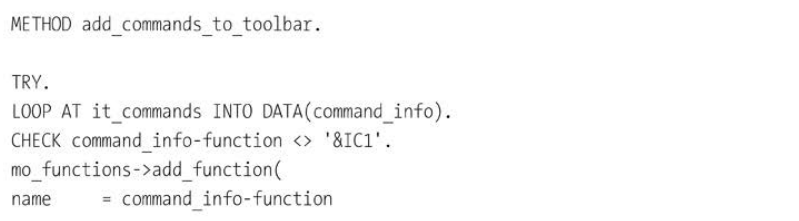 METHOD add_commands_to_toolbar.
TRY.
LOOP AT it_commands INTO DATA(command_info).
CHECK command_info-function <> '&IC1'.
mo_functions->add_function(
name     = command_info-function